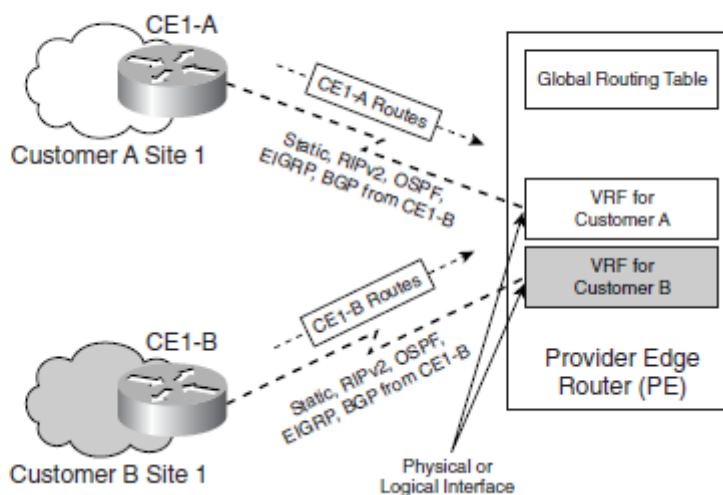 CE1-A
Customer A Site 1
CE1-A Routes
Static, RIPv2, OSPF,
EIGRP, BGP from CE1-B
Global Routing Table
VRF for
Customer A
VRF for
Customer B
Provider Edge
Router (PE)
CE1-B
Customer B Site 1
CE1-B Routes
Static, RIPv2, OSPF,
EIGRP, BGP from CE1-B
Physical or
Logical Interface